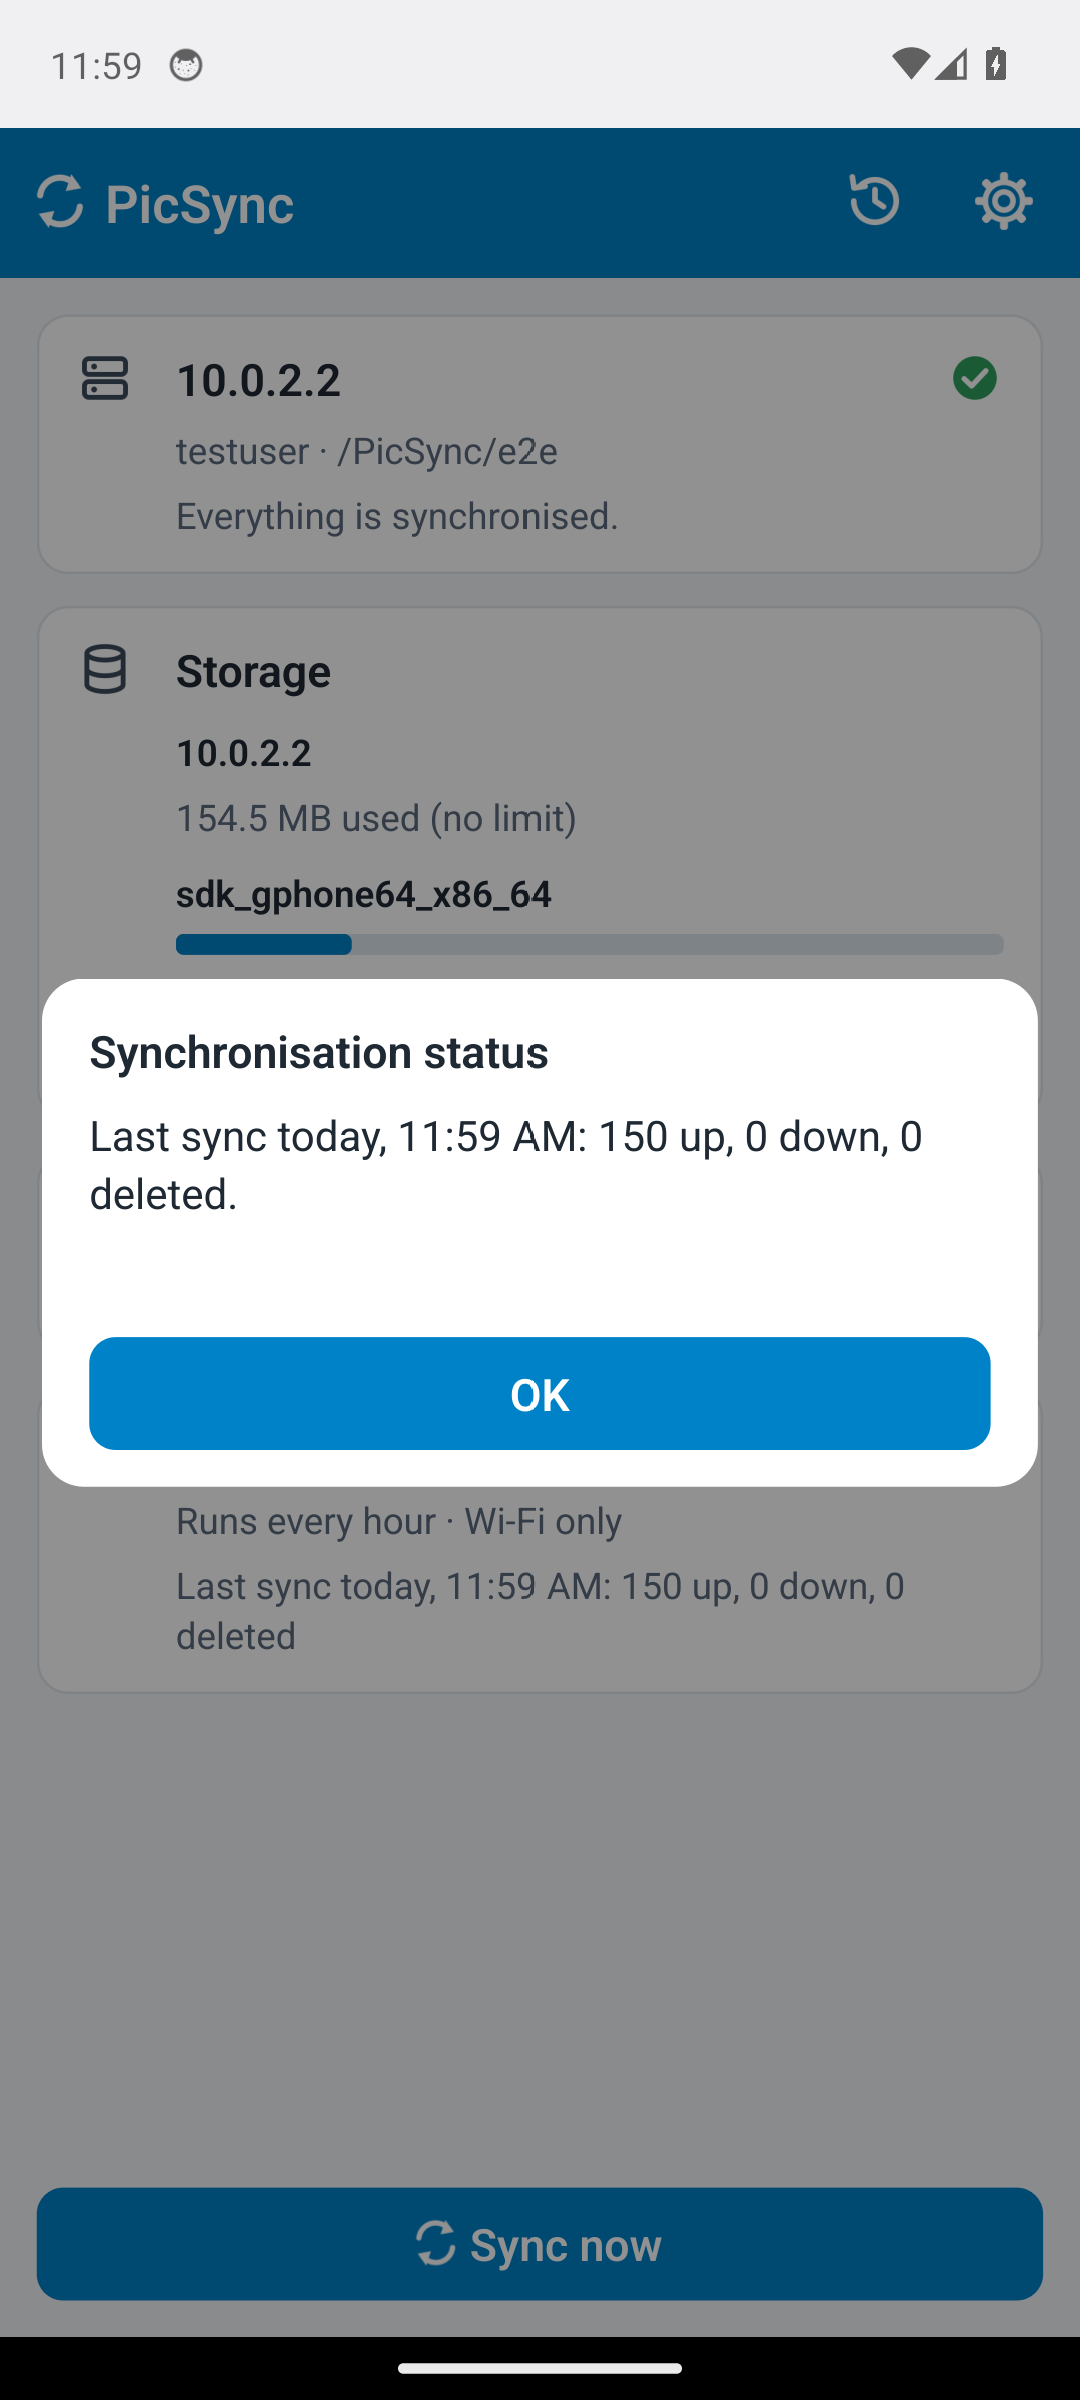 11:59
PicSync
10.0.2.2
testuser · /PicSync/e2e
Everything is synchronised.
Storage
10.0.2.2
154.5 MB used (no limit)
sdk_gphone64_x86_64
Synchronisation status
Last sync today, 11:59 AM: 150 up, 0 down, 0
deleted.
OK
Runs every hour · Wi-Fi only
Last sync today, 11:59 AM: 150 up, 0 down, 0
deleted
Sync now